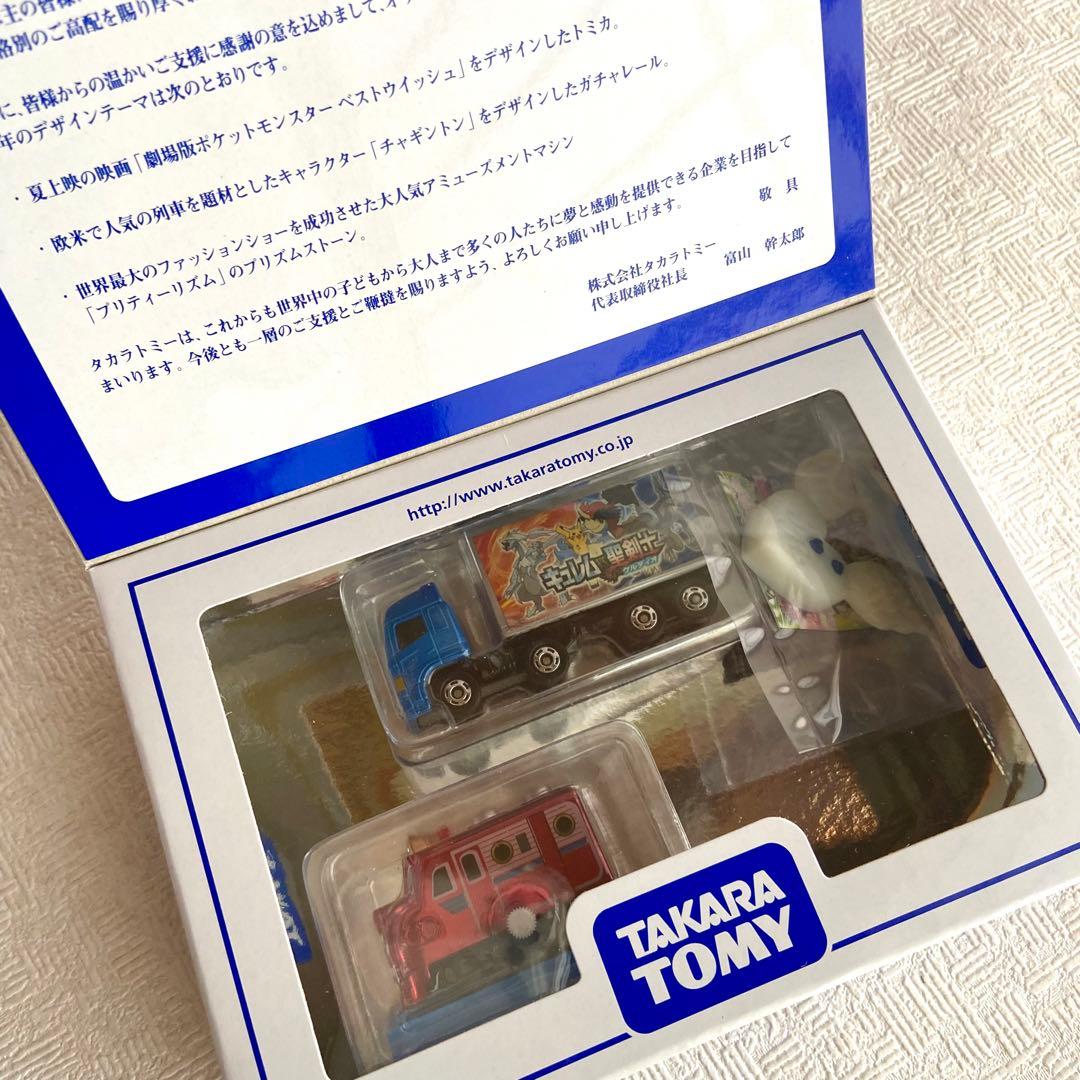 主の皆様
格別のご高配を賜り厚く
に、皆様からの温かいご支援に感謝の意を込めまして、オ
年のデザインテーマは次のとおりです。
・夏上映の映画「劇場版ポケットモンスター ベストウイッシュ」をデザインしたトミカ。
・欧米で人気の列車を題材としたキャラクター「チャギントン」をデザインしたガチャレール。
・世界最大のファッションショーを成功させた大人気アミューズメントマシン
「プリティーリズム」のプリズムストーン。
タカラトミーは、これからも世界中の子どもから大人まで多くの人たちに夢と感動を提供できる企業を目指して
まいります。今後とも一層のご支援とご鞭撻を賜りますよう、よろしくお願い申し上げます。
敬 具
株式会社タカラトミー
代表取締役社長 富山 幹太郎
http://www.takaratomy.co.jp
キュレム 聖剣士
ケルディオ
TAKARA
TOMY